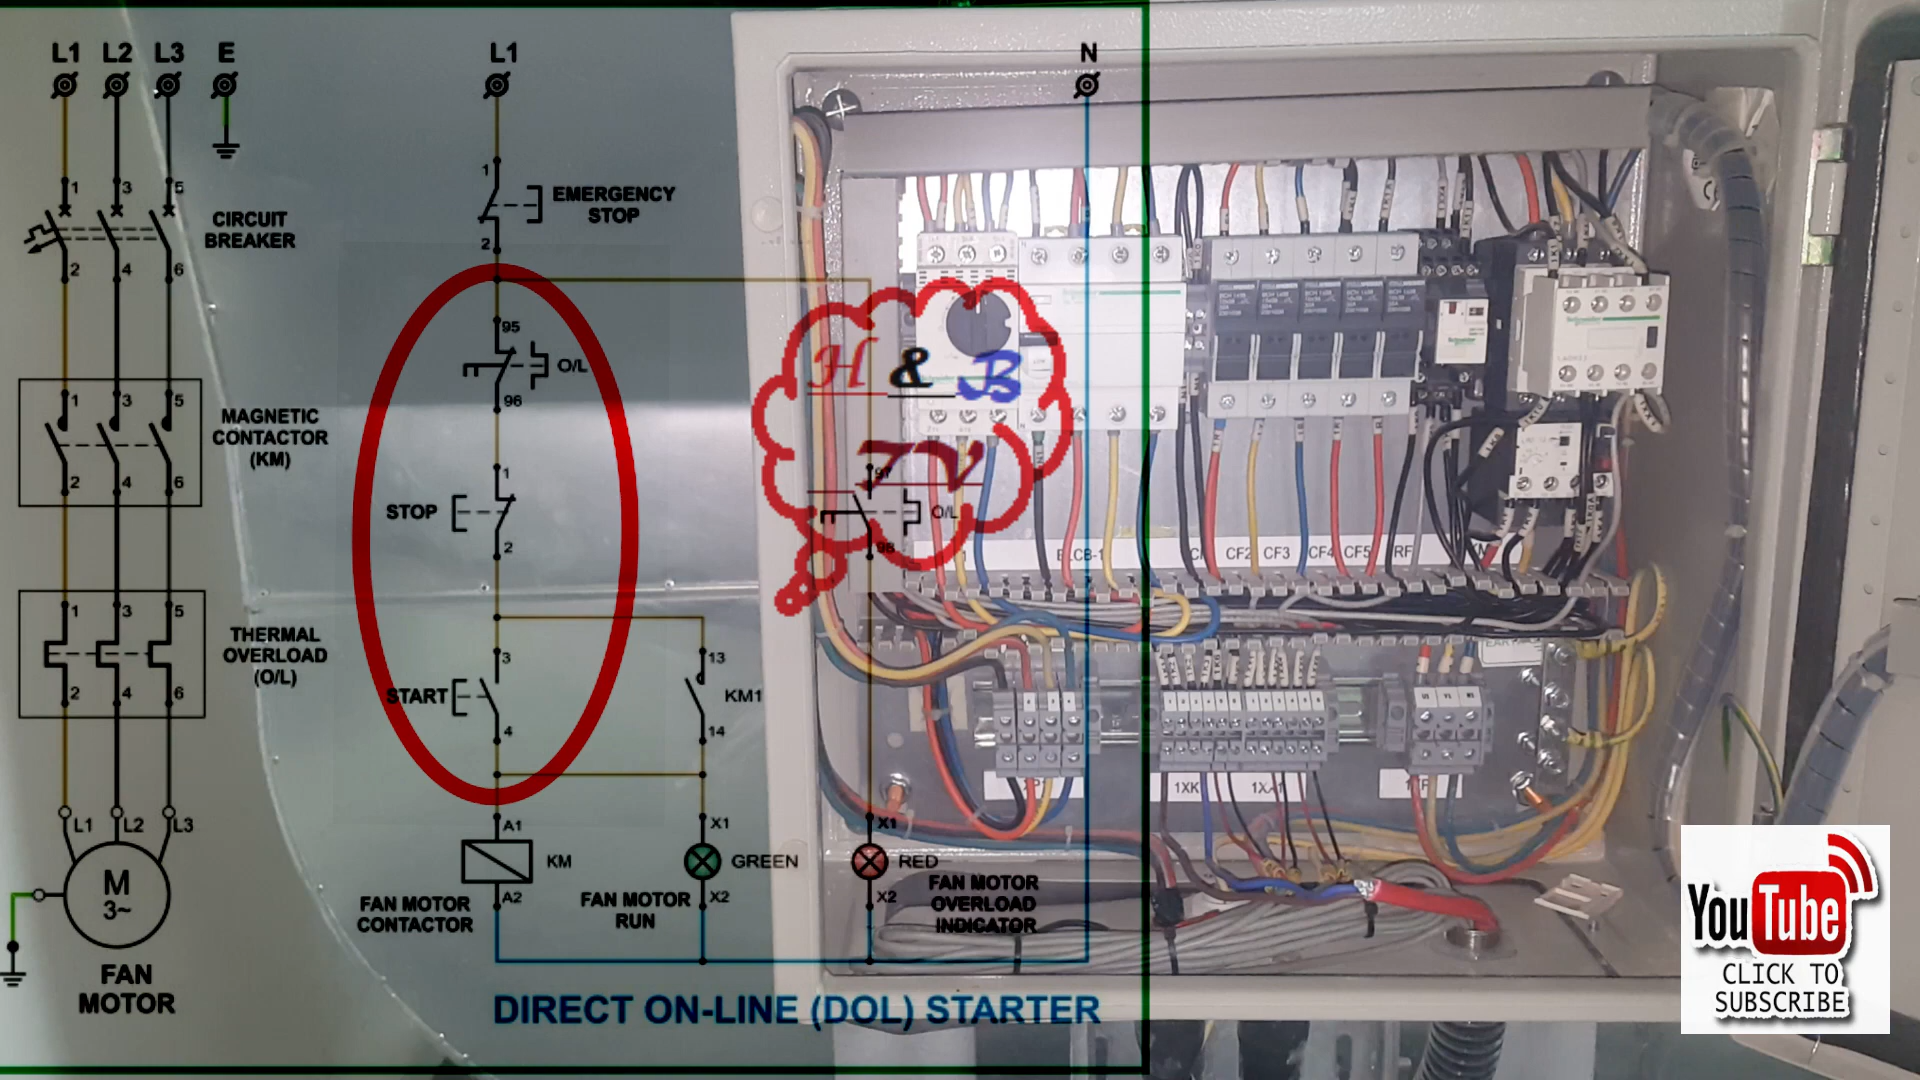 L1 L2 L3 E
L1
N
1 3 5
CIRCUIT
BREAKER
2 4 6
1
EMERGENCY
STOP
2
95
O/L
96
1 3 5
MAGNETIC
CONTACTOR
(KM)
2 4 6
1
STOP
2
H & B
TV
97
O/L
98
1 3 5
THERMAL
OVERLOAD
(O/L)
2 4 6
3
START
4
13
KM1
14
L1 L2 L3
M
3~
FAN
MOTOR
A1
KM
A2
FAN MOTOR
CONTACTOR
X1
GREEN
X2
FAN MOTOR
RUN
X1
RED
X2
FAN MOTOR
OVERLOAD
INDICATOR
DIRECT ON-LINE (DOL) STARTER
ELCB-1
CF2 CF3 CF4 CF5 RF
1XK
YouTube
CLICK TO
SUBSCRIBE